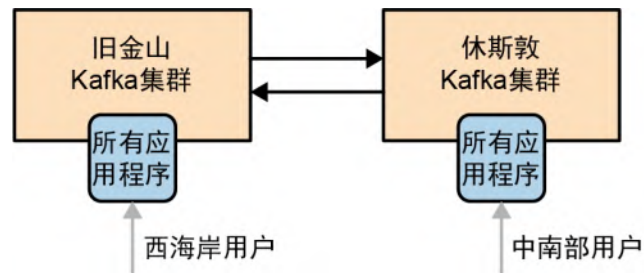 旧金山
Kafka集群
休斯敦
Kafka集群
所有应
用程序
所有应
用程序
西海岸用户
中南部用户